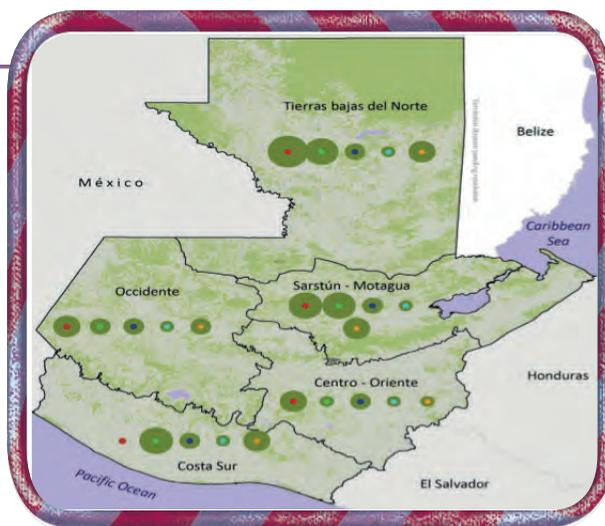 Tierras bajas del Norte
Belize
México
Caribbean
Sea
Sarstún - Motagua
Occidente
Centro - Oriente
Honduras
Costa Sur
Pacific Ocean
El Salvador